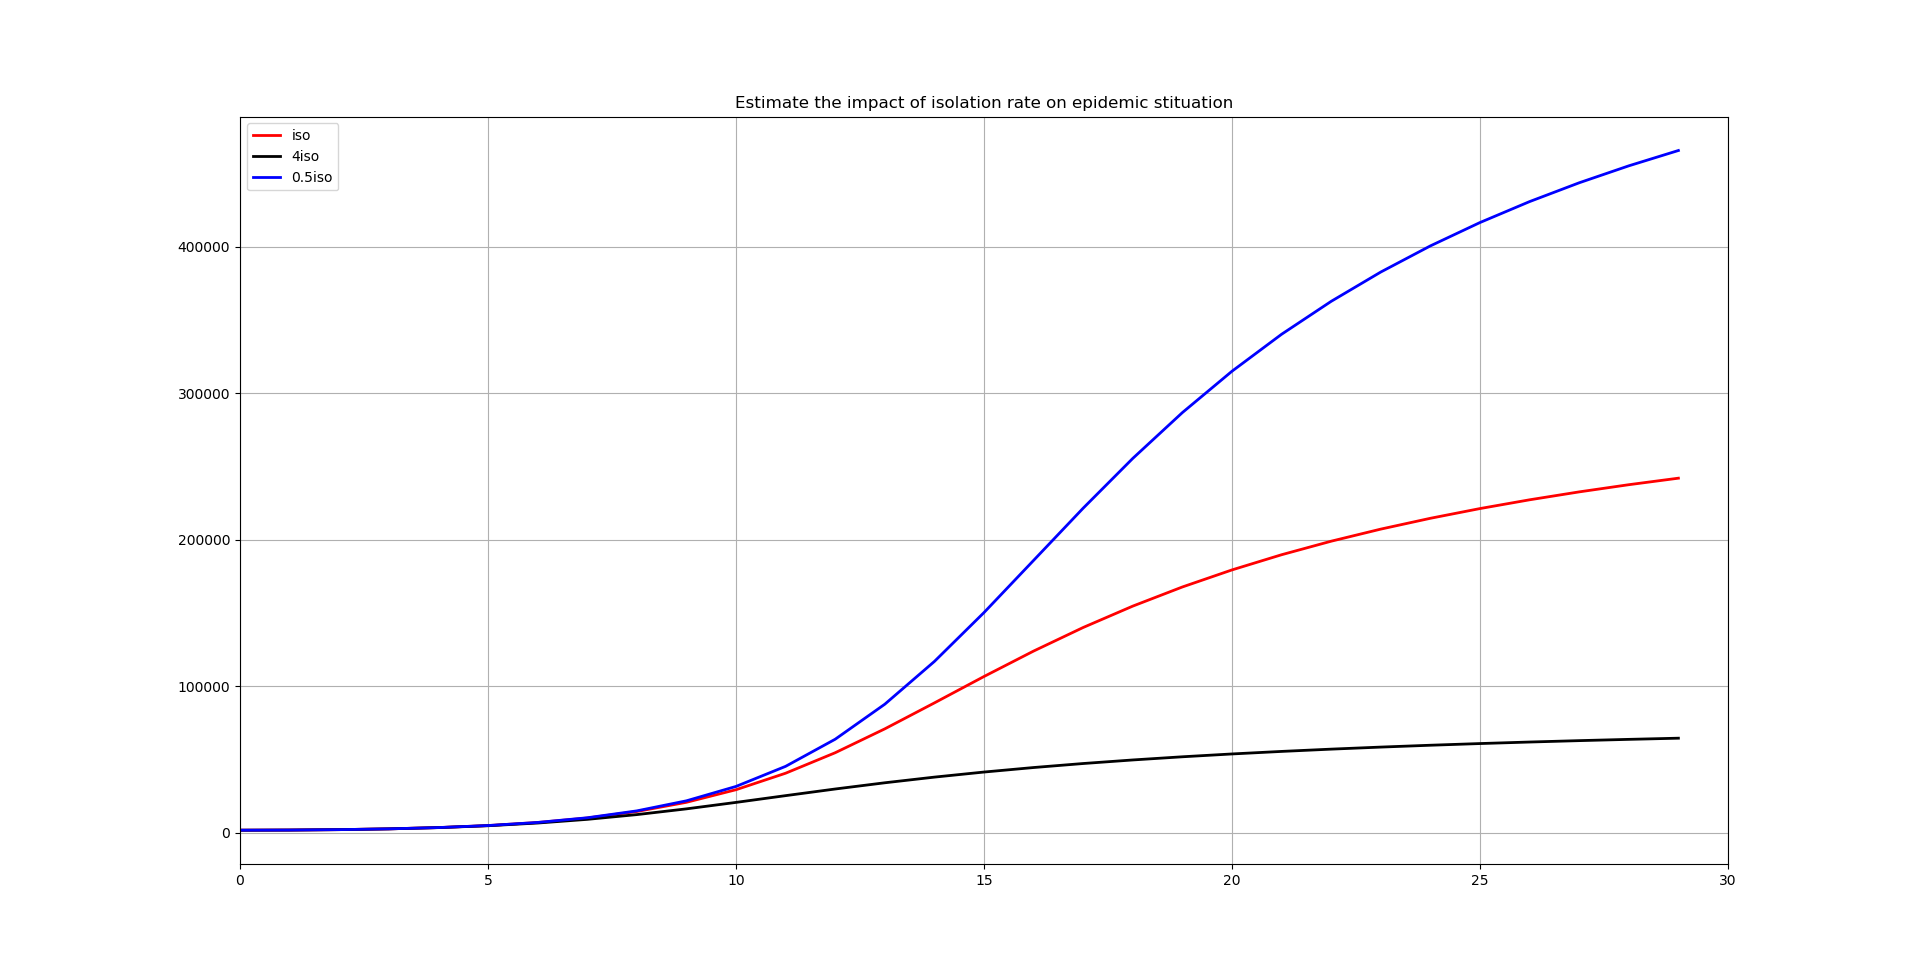 Estimate the impact of isolation rate on epidemic stituation
iso
4iso
0.5iso
400000
300000
200000
100000
0
0 5 10 15 20 25 30